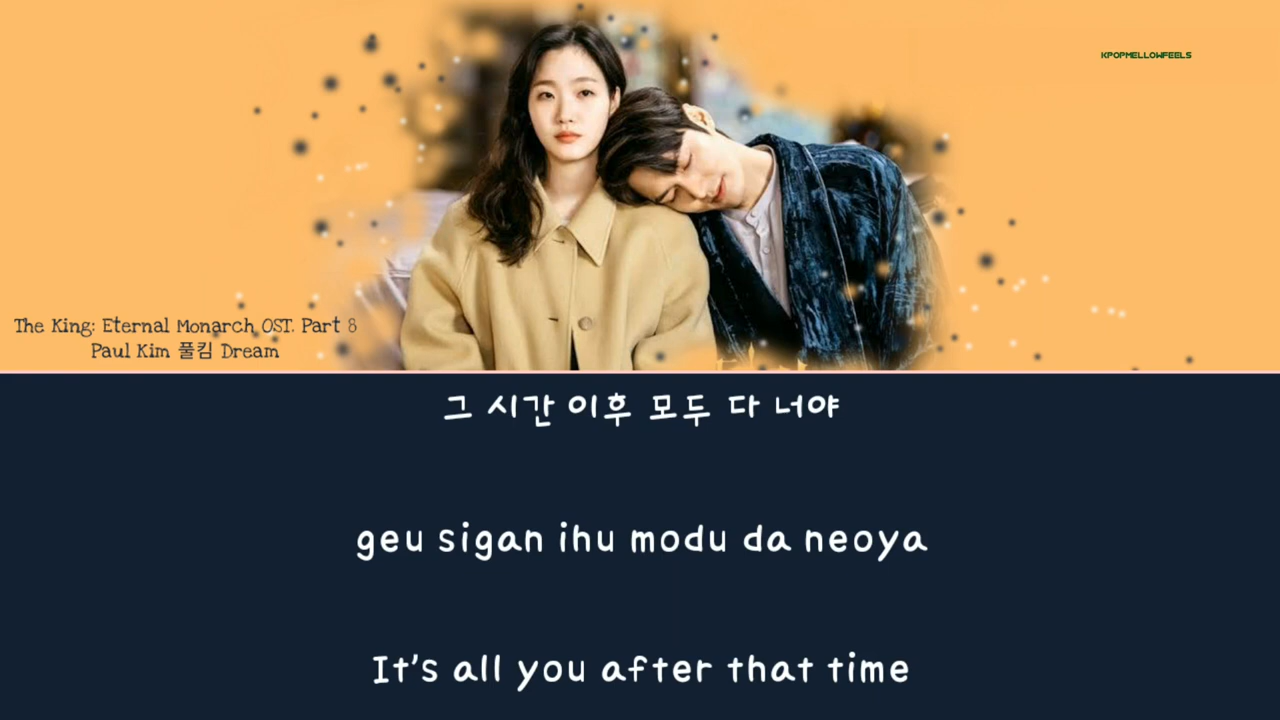 KPOPMELLOWFEELS
The King: Eternal Monarch OST. Part 8
Paul Kim 풀킴 Dream
그 시간 이후 모두 다 너야
geu sigan ihu modu da neoya
It's all you after that time